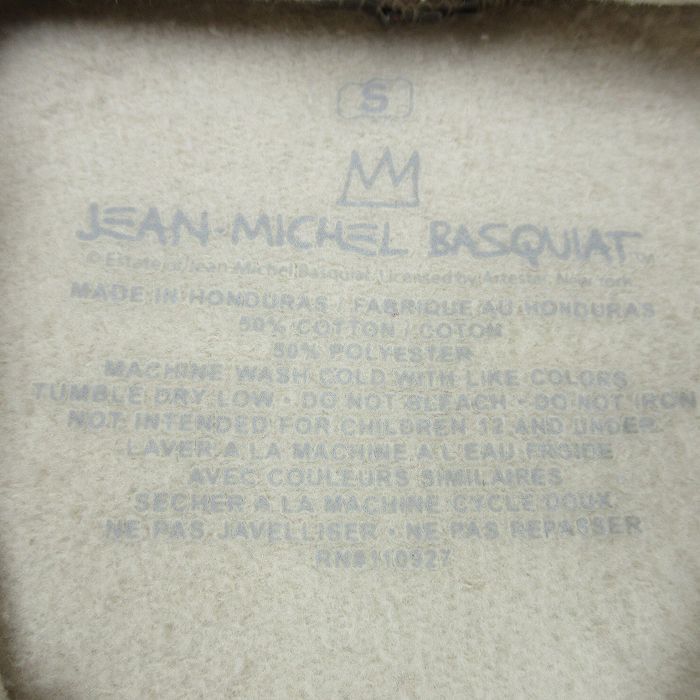 S
JEAN-MICHEL BASQUIAT™
© Estate of Jean-Michel Basquiat, Licensed by Artestar, New York
MADE IN HONDURAS / FABRIQUE AU HONDURAS
50% COTTON / COTON
50% POLYESTER
MACHINE WASH COLD WITH LIKE COLORS
TUMBLE DRY LOW • DO NOT BLEACH • DO NOT IRON
NOT INTENDED FOR CHILDREN 12 AND UNDER
LAVER A LA MACHINE A L'EAU FROIDE
AVEC COULEURS SIMILAIRES
SECHER A LA MACHINE CYCLE DOUX
NE PAS JAVELLISER • NE PAS REPASSER
RN#110927